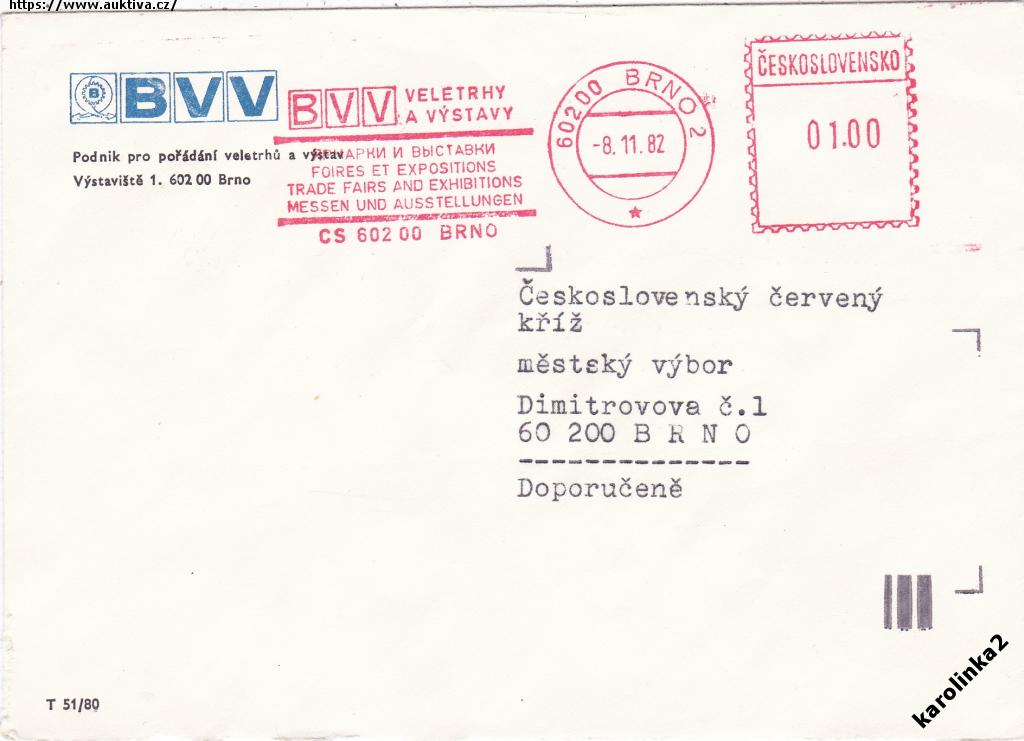 https://www.auktiva.cz/
B
BVV
Podnik pro pořádání veletrhů a výstav
Výstaviště 1. 602 00 Brno
BVV VELETRHY
A VÝSTAVY
ЯРМАРКИ И ВЫСТАВКИ
FOIRES ET EXPOSITIONS
TRADE FAIRS AND EXHIBITIONS
MESSEN UND AUSSTELLUNGEN
CS 602 00 BRNO
602 00 BRNO 2
-8.11.82
ČESKOSLOVENSKO
01.00
Československý červený
kříž
městský výbor
Dimitrovova č.1
60 200 B R N O
--------------
Doporučeně
T 51/80
karolinka2